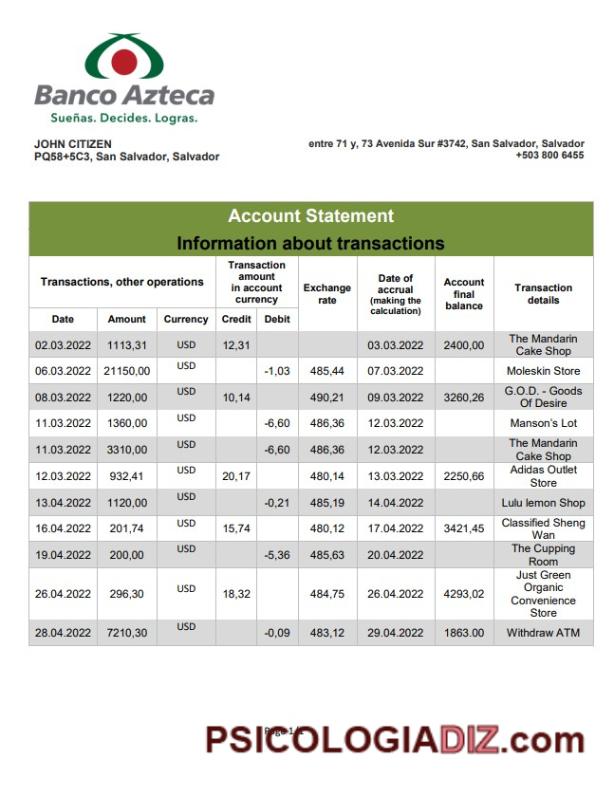 Banco Azteca
Sueñas. Decides. Logras.
JOHN CITIZEN
PQ58+5C3, San Salvador, Salvador
entre 71 y, 73 Avenida Sur #3742, San Salvador, Salvador
+503 800 6455
Account Statement
Information about transactions
Transactions, other operations
Transaction
amount
in account
currency
Exchange
rate
Date of
accrual
(making the
calculation)
Account
final
balance
Transaction
details
Date Amount Currency Credit Debit
02.03.2022 1113,31 USD 12,31 03.03.2022 2400,00 The Mandarin
Cake Shop
06.03.2022 21150,00 USD -1,03 485,44 07.03.2022 Moleskin Store
08.03.2022 1220,00 USD 10,14 490,21 09.03.2022 3260,26 G.O.D. - Goods
Of Desire
11.03.2022 1360,00 USD -6,60 486,36 12.03.2022 Manson's Lot
11.03.2022 3310,00 USD -6,60 486,36 12.03.2022 The Mandarin
Cake Shop
12.03.2022 932,41 USD 20,17 480,14 13.03.2022 2250,66 Adidas Outlet
Store
13.04.2022 1120,00 USD -0,21 485,19 14.04.2022 Lulu lemon Shop
16.04.2022 201,74 USD 15,74 480,12 17.04.2022 3421,45 Classified Sheng
Wan
19.04.2022 200,00 USD -5,36 485,63 20.04.2022 The Cupping
Room
26.04.2022 296,30 USD 18,32 484,75 26.04.2022 4293,02 Just Green
Organic
Convenience
Store
28.04.2022 7210,30 USD -0,09 483,12 29.04.2022 1863.00 Withdraw ATM
Page 1/1
PSICOLOGIADIZ.com